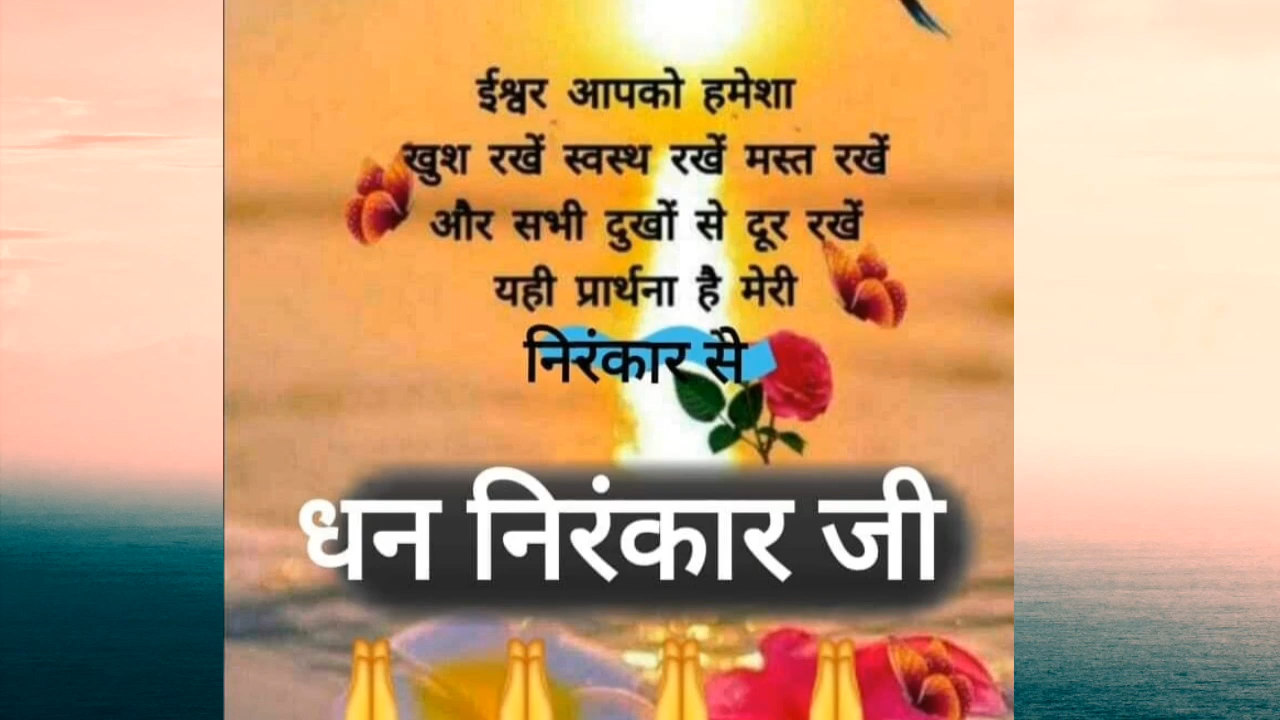 ईश्वर आपको हमेशा
खुश रखें स्वस्थ रखें मस्त रखें
और सभी दुखों से दूर रखें
यही प्रार्थना है मेरी
निरंकार सै
धन निरंकार जी